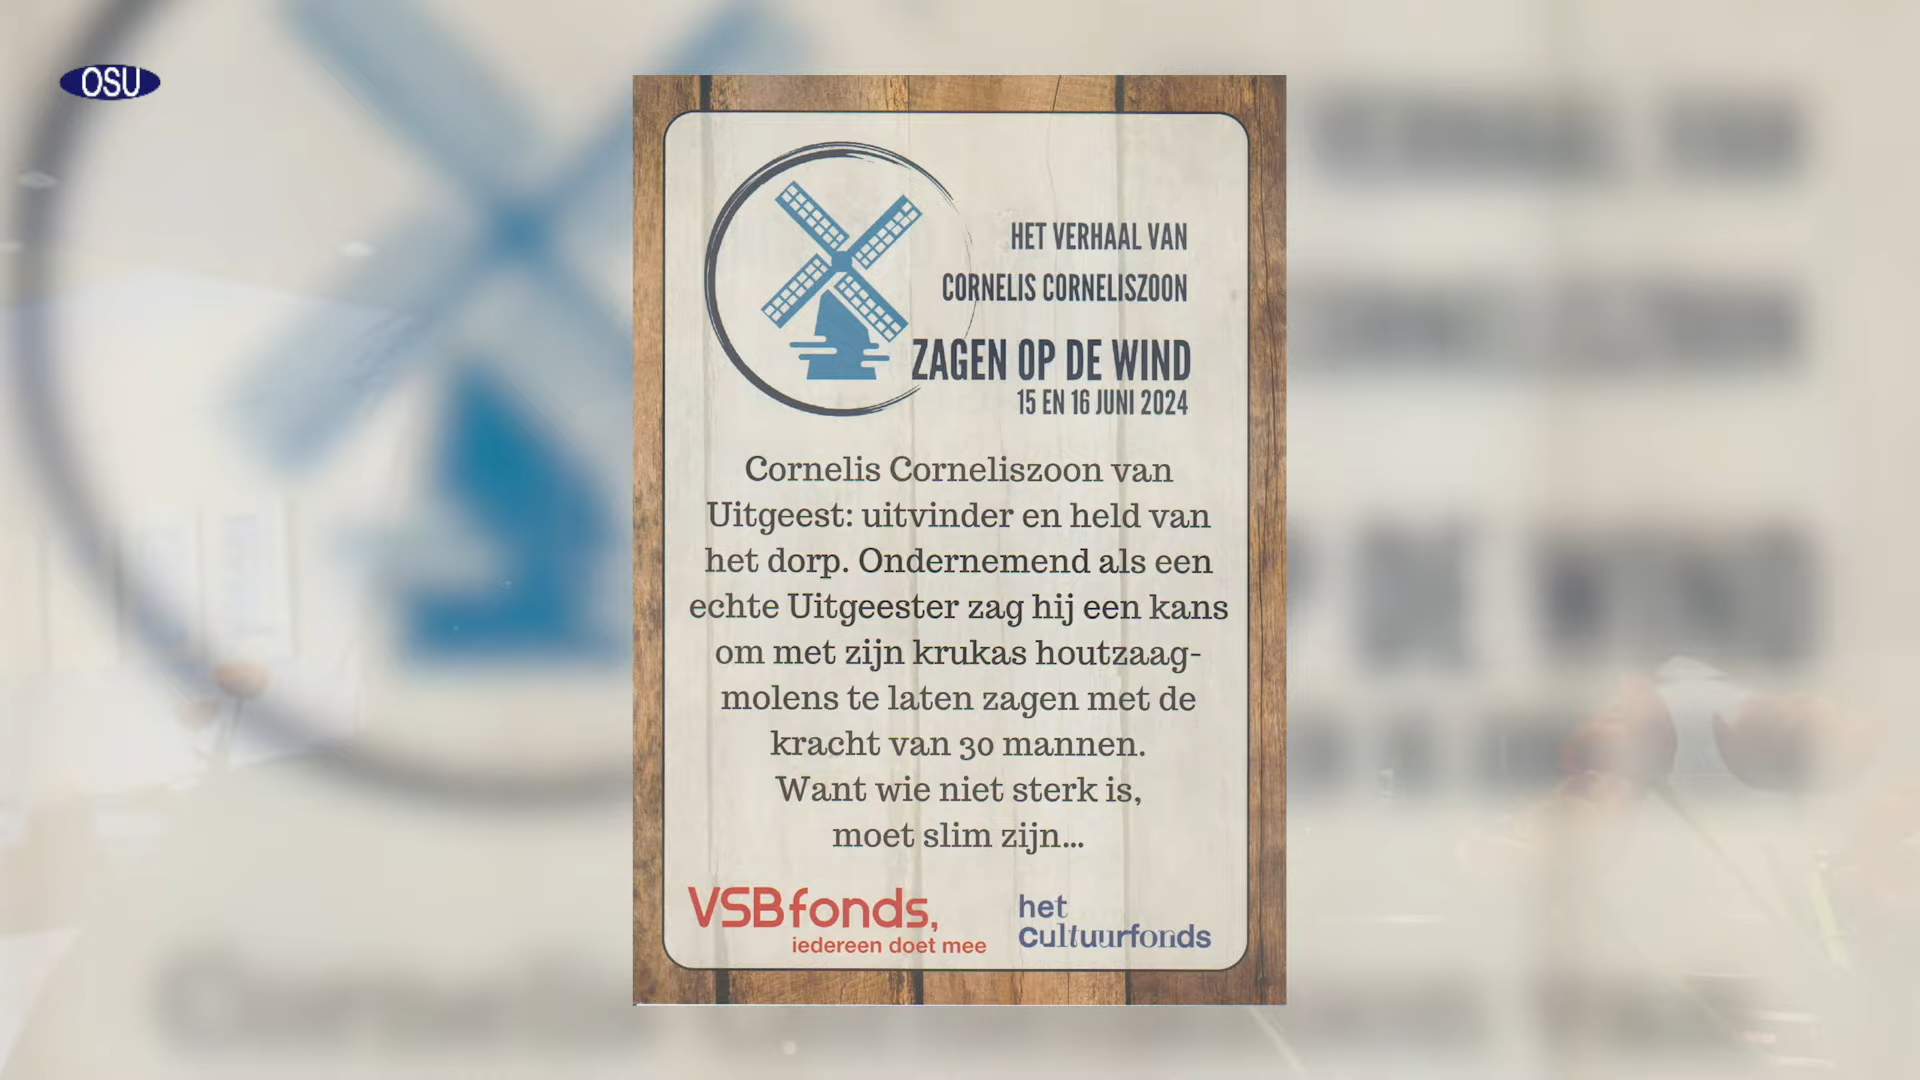 OSU
HET VERHAAL VAN
CORNELIS CORNELISZOON
ZAGEN OP DE WIND
15 EN 16 JUNI 2024
Cornelis Corneliszoon van
Uitgeest: uitvinder en held van
het dorp. Ondernemend als een
echte Uitgeester zag hij een kans
om met zijn krukas houtzaag-
molens te laten zagen met de
kracht van 30 mannen.
Want wie niet sterk is,
moet slim zijn...
VSBfonds,
iedereen doet mee
het
cultuurfonds